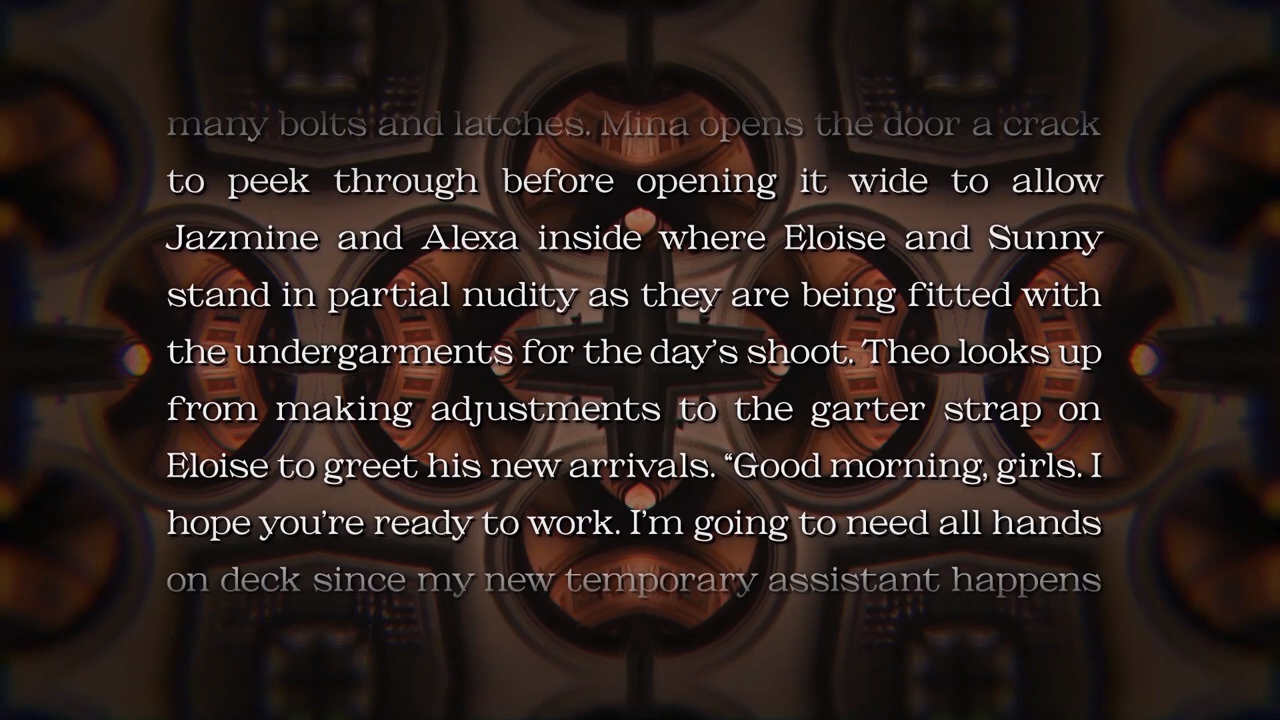 many bolts and latches. Mina opens the door a crack
to peek through before opening it wide to allow
Jazmine and Alexa inside where Eloise and Sunny
stand in partial nudity as they are being fitted with
the undergarments for the day’s shoot. Theo looks up
from making adjustments to the garter strap on
Eloise to greet his new arrivals. “Good morning, girls. I
hope you’re ready to work. I’m going to need all hands
on deck since my new temporary assistant happens